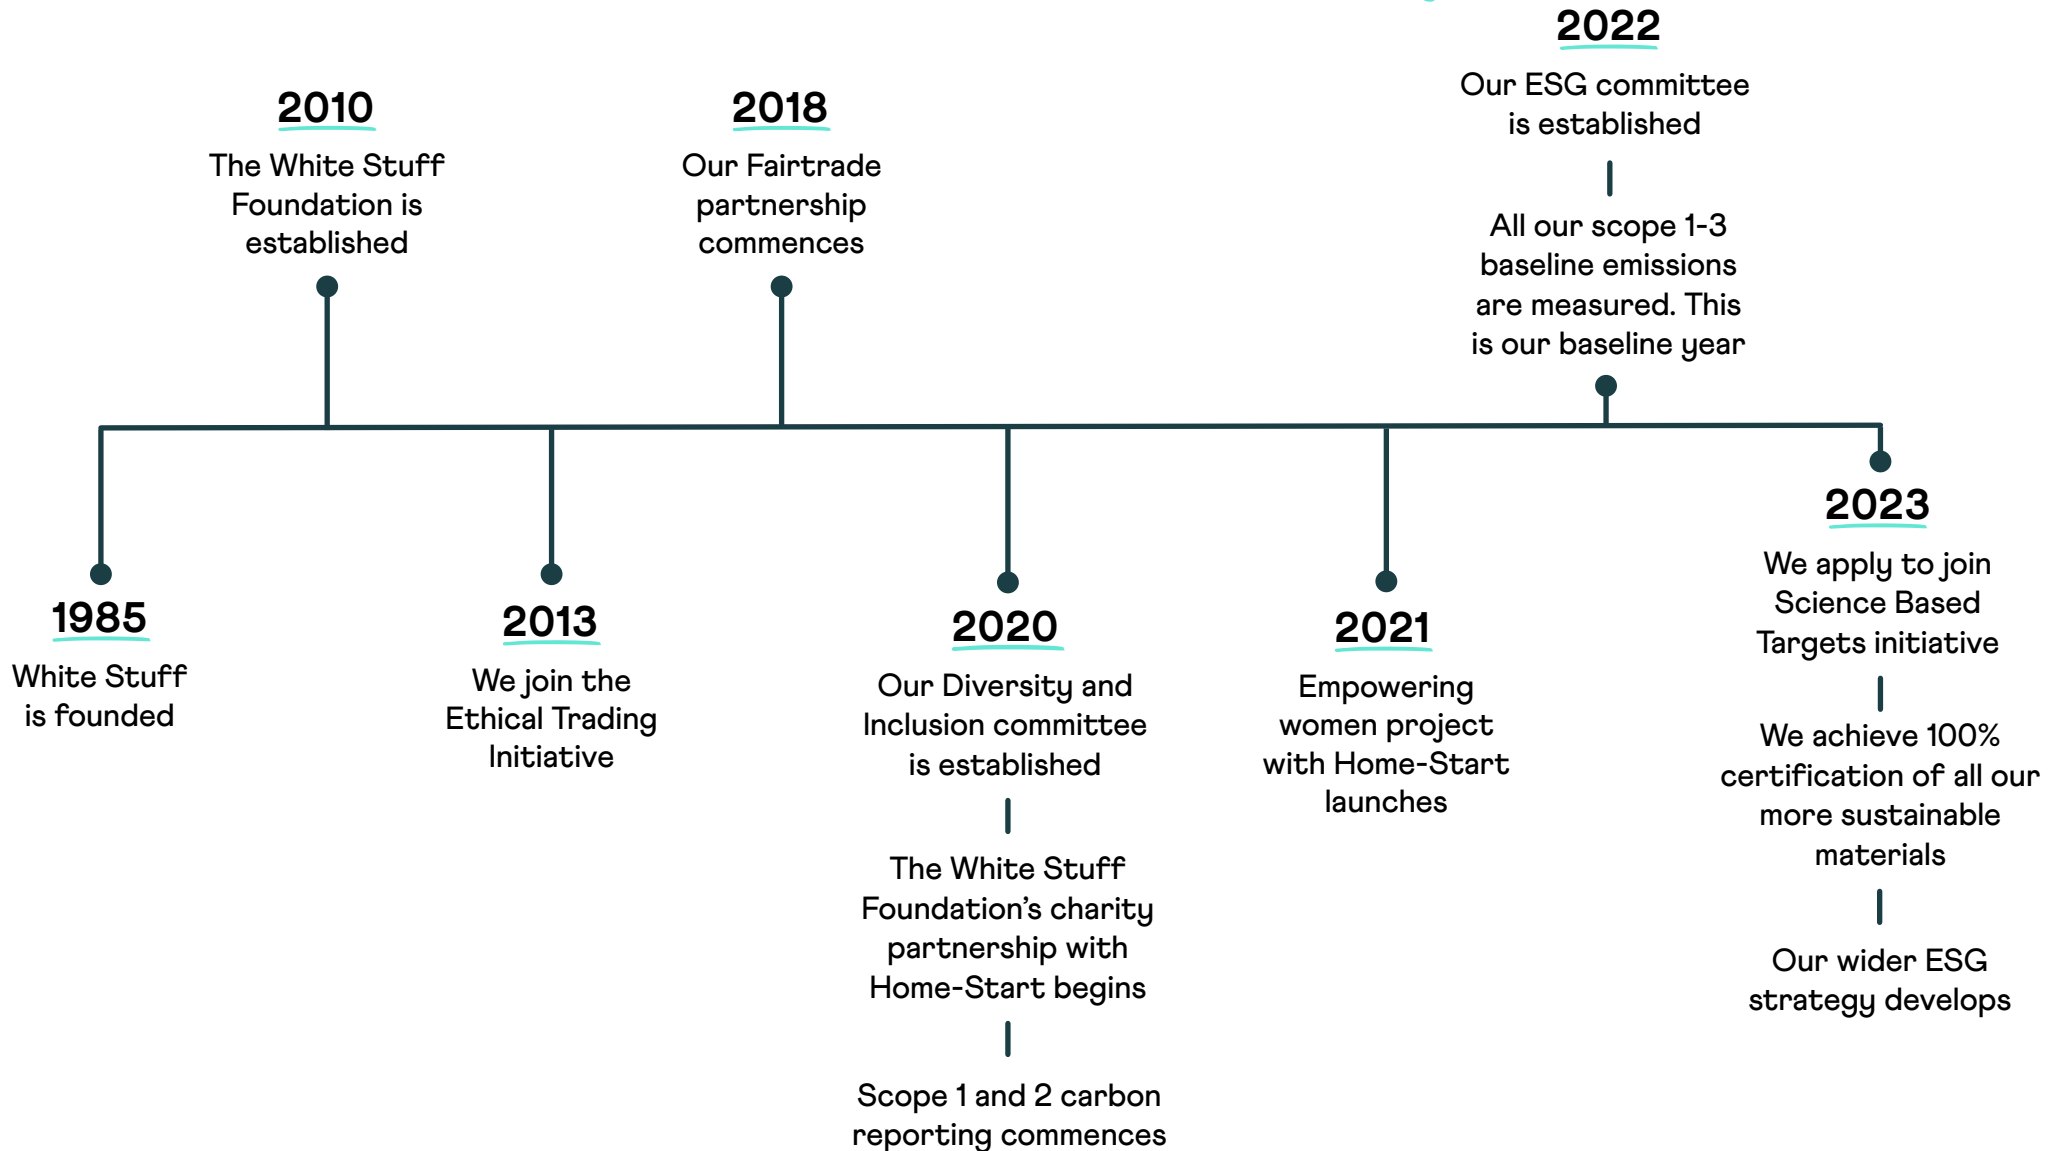 2010
The White Stuff
Foundation is
established
2018
Our Fairtrade
partnership
commences
2022
Our ESG committee
is established
All our scope 1-3
baseline emissions
are measured. This
is our baseline year
1985
White Stuff
is founded
2013
We join the
Ethical Trading
Initiative
2020
Our Diversity and
Inclusion committee
is established
The White Stuff
Foundation’s charity
partnership with
Home-Start begins
Scope 1 and 2 carbon
reporting commences
2021
Empowering
women project
with Home-Start
launches
2023
We apply to join
Science Based
Targets initiative
We achieve 100%
certification of all our
more sustainable
materials
Our wider ESG
strategy develops